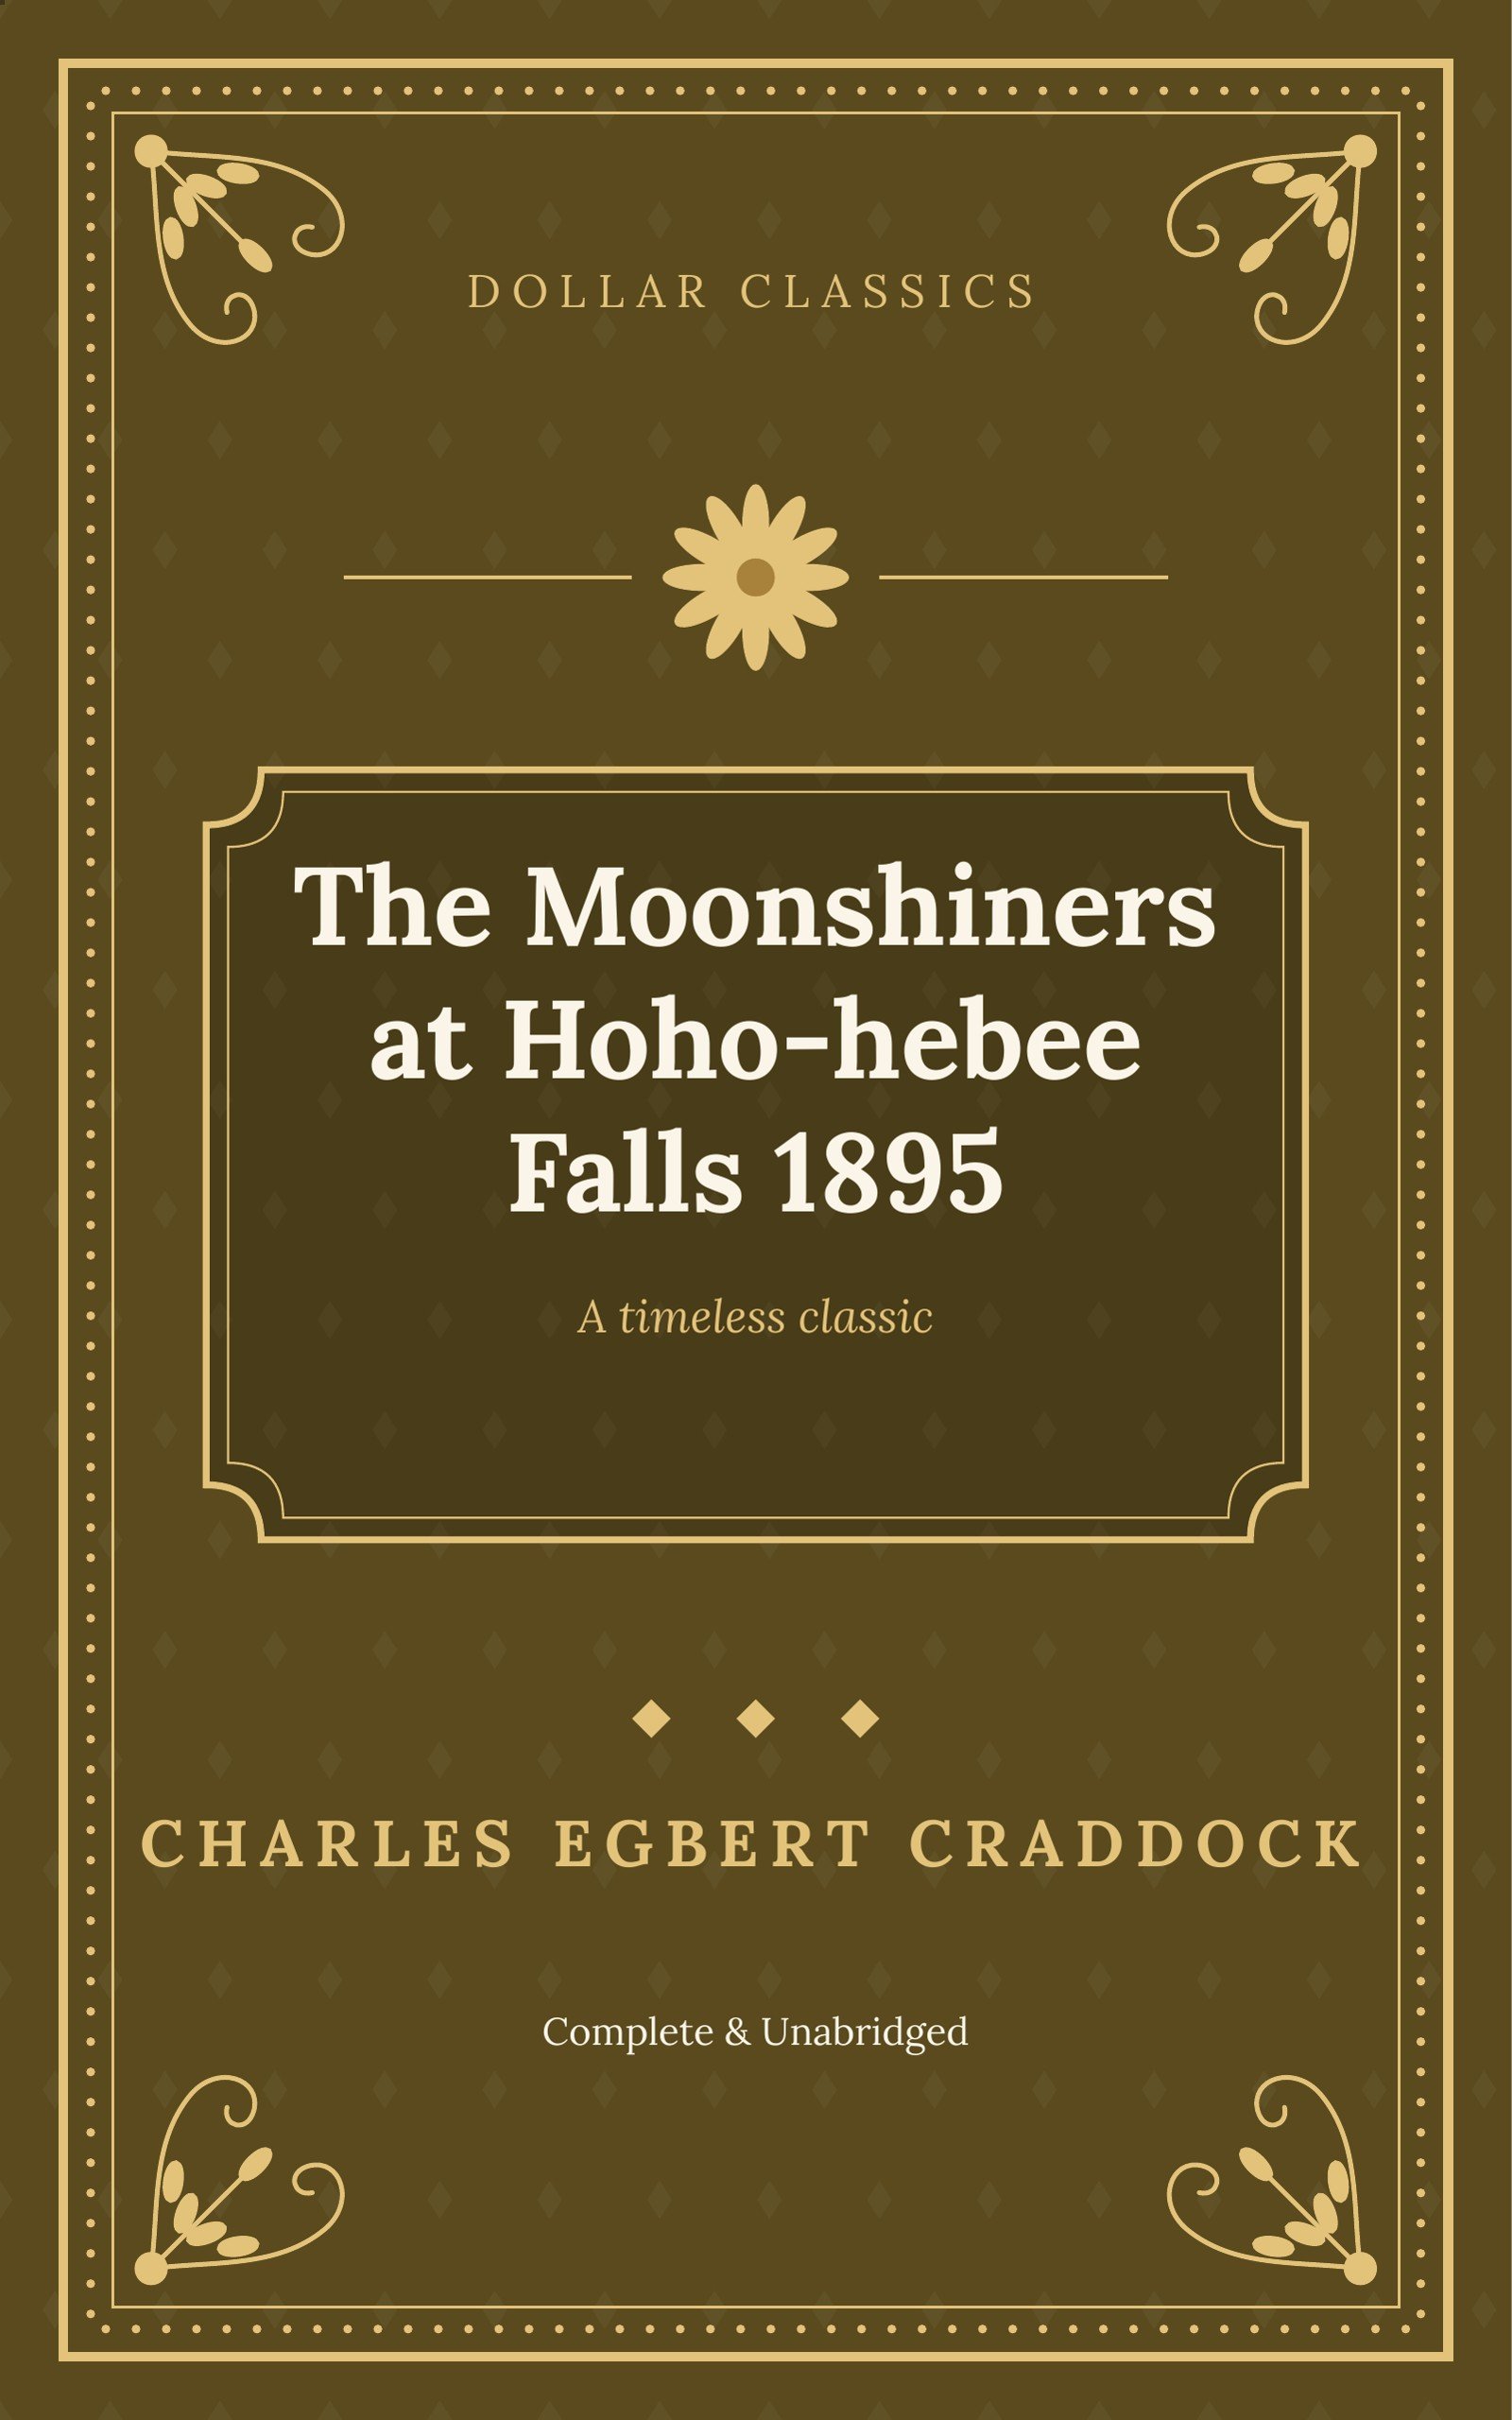 DOLLAR CLASSICS
The Moonshiners
at Hoho-hebee
Falls 1895
A timeless classic
CHARLES EGBERT CRADDOCK
Complete & Unabridged